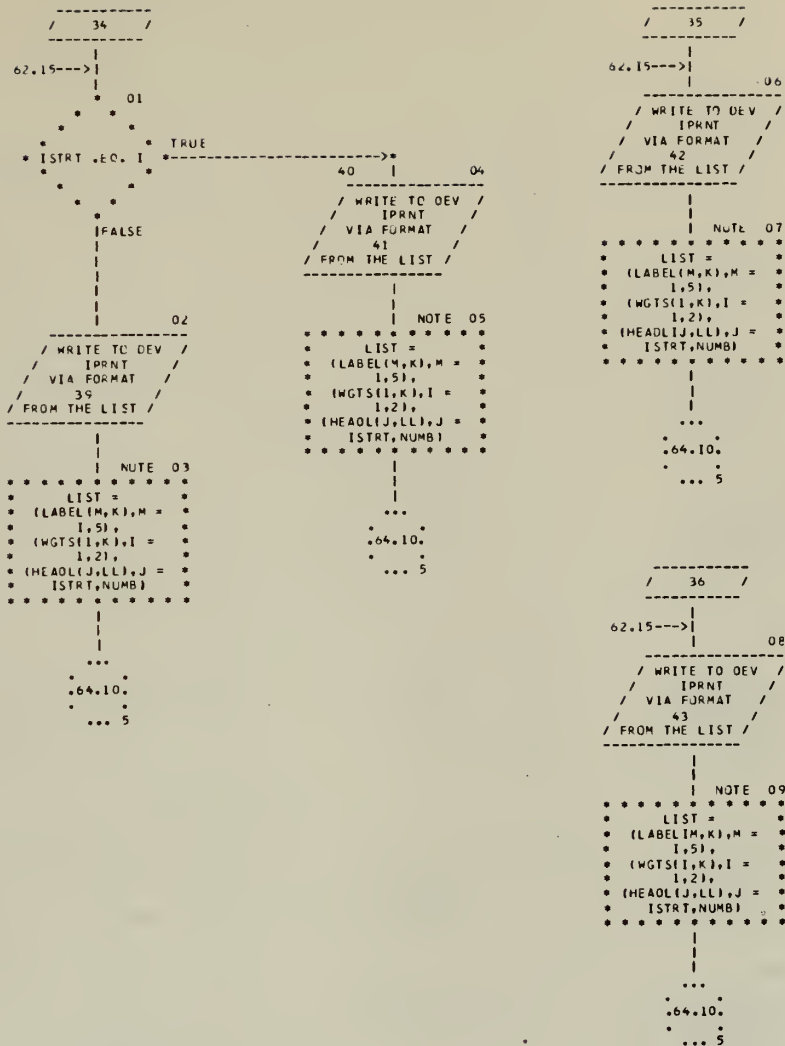 / 34 /
62.15--->|
01
ISTRT .EQ. I
TRUE
FALSE
02
/ WRITE TO DEV /
/ IPRNT /
/ VIA FORMAT /
/ 39 /
/ FROM THE LIST /
NOTE 03
LIST =
(LABEL(M,K),M =
1,5),
(WGTS(I,K),I =
1,2),
(HEADL(J,LL),J =
ISTRT,NUMB)
.64.10.
... 5
40 04
/ WRITE TO DEV /
/ IPRNT /
/ VIA FORMAT /
/ 41 /
/ FROM THE LIST /
NOTE 05
LIST =
(LABEL(M,K),M =
1,5),
(WGTS(I,K),I =
1,2),
(HEADL(J,LL),J =
ISTRT,NUMB)
.64.10.
... 5
/ 35 /
62.15--->|
06
/ WRITE TO DEV /
/ IPRNT /
/ VIA FORMAT /
/ 42 /
/ FROM THE LIST /
NOTE 07
LIST =
(LABEL(M,K),M =
1,5),
(WGTS(I,K),I =
1,2),
(HEADL(J,LL),J =
ISTRT,NUMB)
.64.10.
... 5
/ 36 /
62.15--->|
08
/ WRITE TO DEV /
/ IPRNT /
/ VIA FORMAT /
/ 43 /
/ FROM THE LIST /
NOTE 09
LIST =
(LABEL(M,K),M =
1,5),
(WGTS(I,K),I =
1,2),
(HEADL(J,LL),J =
ISTRT,NUMB)
.64.10.
... 5